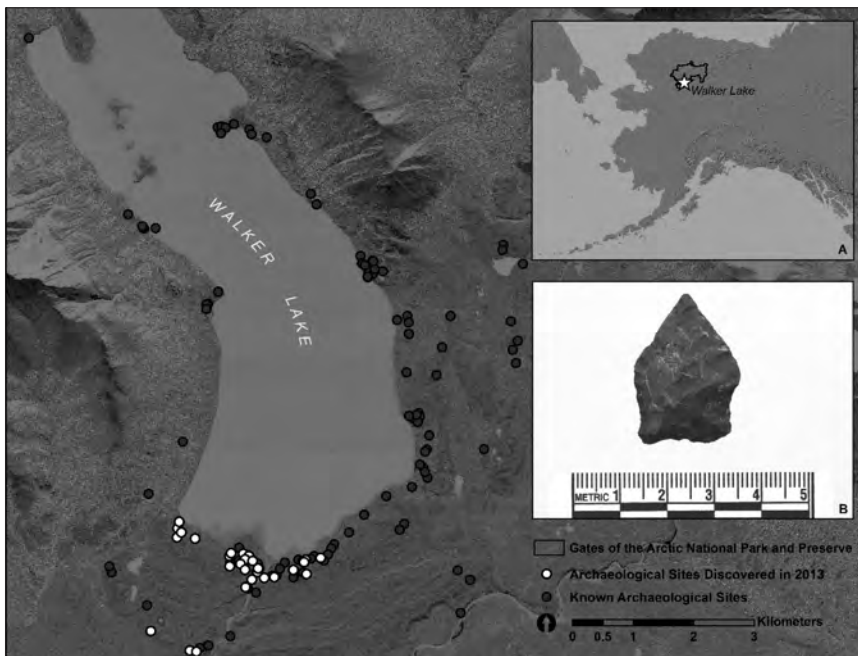 WALKER
LAKE
Walker Lake
A
METRIC 1 2 3 4 5
B
Gates of the Arctic National Park and Preserve
Archaeological Sites Discovered in 2013
Known Archaeological Sites
Kilometers
0 0.5 1 2 3